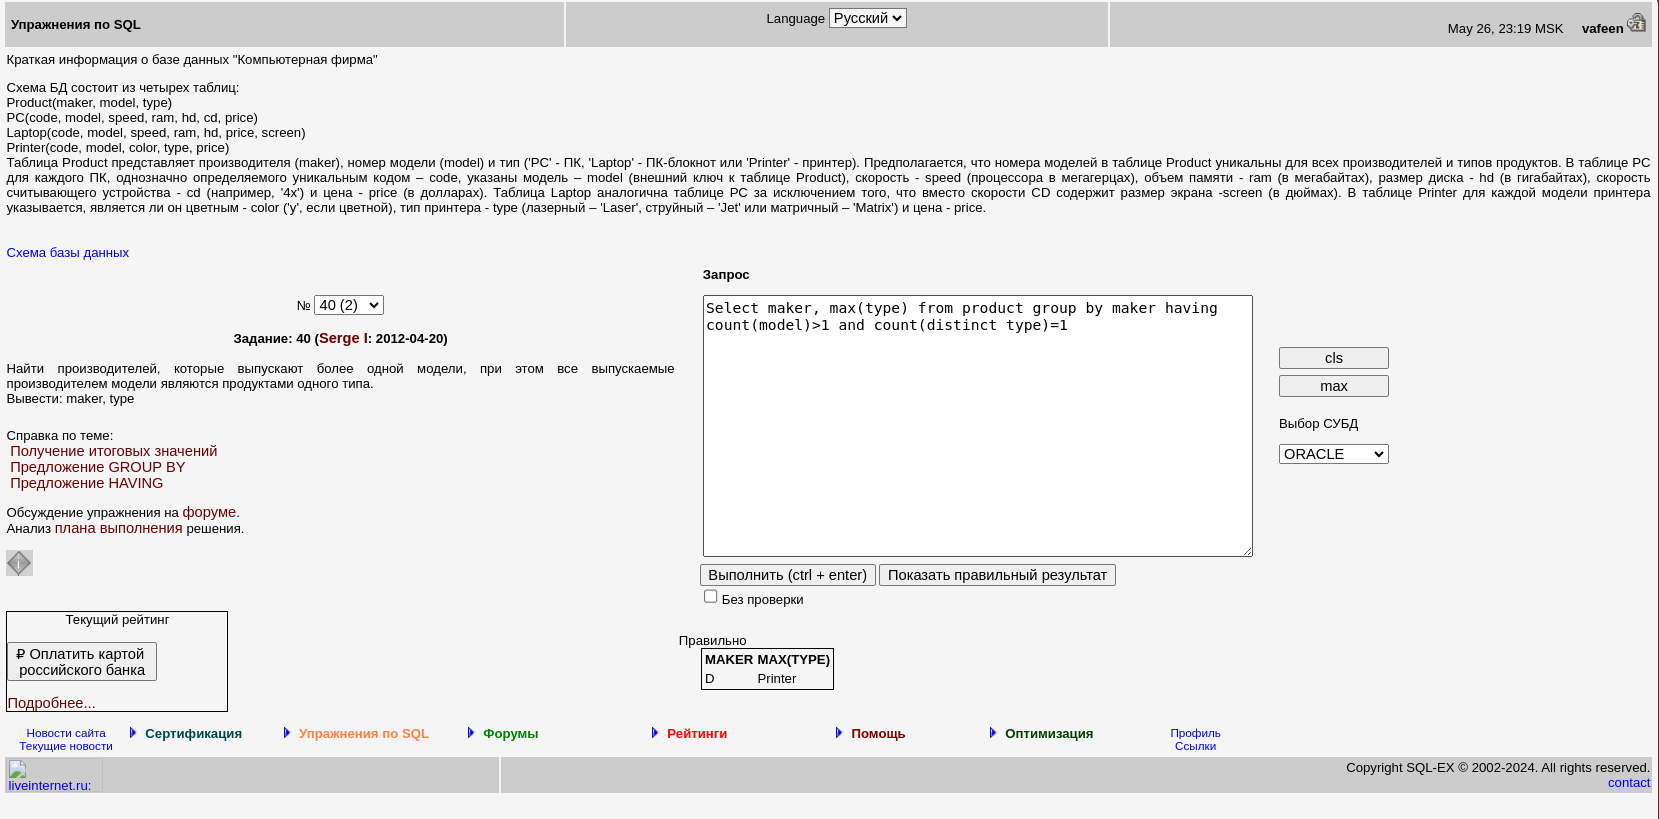 Упражнения по SQL
Language Русский
May 26, 23:19 MSK vafeen
Краткая информация о базе данных "Компьютерная фирма"
Схема БД состоит из четырех таблиц:
Product(maker, model, type)
PC(code, model, speed, ram, hd, cd, price)
Laptop(code, model, speed, ram, hd, price, screen)
Printer(code, model, color, type, price)
Таблица Product представляет производителя (maker), номер модели (model) и тип ('PC' - ПК, 'Laptop' - ПК-блокнот или 'Printer' - принтер). Предполагается, что номера моделей в таблице Product уникальны для всех производителей и типов продуктов. В таблице PC
для каждого ПК, однозначно определяемого уникальным кодом – code, указаны модель – model (внешний ключ к таблице Product), скорость - speed (процессора в мегагерцах), объем памяти - ram (в мегабайтах), размер диска - hd (в гигабайтах), скорость
считывающего устройства - cd (например, '4x') и цена - price (в долларах). Таблица Laptop аналогична таблице РС за исключением того, что вместо скорости CD содержит размер экрана -screen (в дюймах). В таблице Printer для каждой модели принтера
указывается, является ли он цветным - color ('y', если цветной), тип принтера - type (лазерный – 'Laser', струйный – 'Jet' или матричный – 'Matrix') и цена - price.
Схема базы данных
№ 40 (2)
Задание: 40 (Serge I: 2012-04-20)
Найти производителей, которые выпускают более одной модели, при этом все выпускаемые
производителем модели являются продуктами одного типа.
Вывести: maker, type
Справка по теме:
Получение итоговых значений
Предложение GROUP BY
Предложение HAVING
Обсуждение упражнения на форуме.
Анализ плана выполнения решения.
Текущий рейтинг
₽ Оплатить картой
российского банка
Подробнее...
Запрос
Select maker, max(type) from product group by maker having
count(model)>1 and count(distinct type)=1
cls
max
Выбор СУБД
ORACLE
Выполнить (ctrl + enter) Показать правильный результат
Без проверки
Правильно
MAKER MAX(TYPE)
D Printer
Новости сайта
Текущие новости
Сертификация
Упражнения по SQL
Форумы
Рейтинги
Помощь
Оптимизация
Профиль
Ссылки
liveinternet.ru:
Copyright SQL-EX © 2002-2024. All rights reserved.
contact